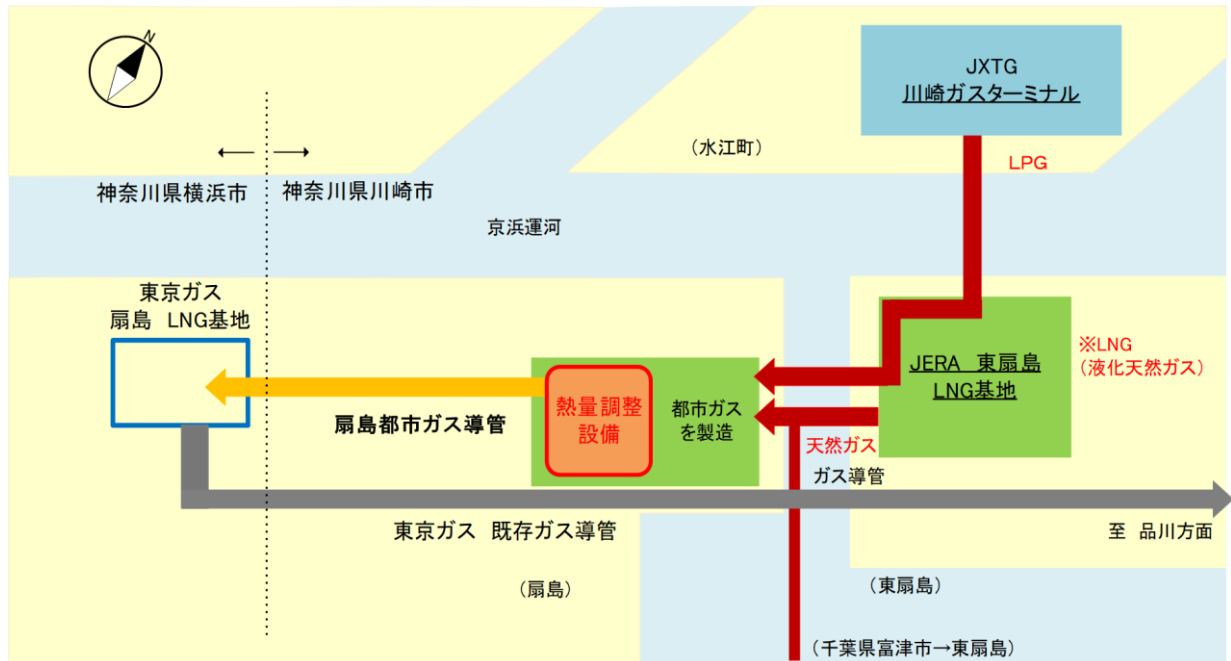 N
JXTG
川崎ガスターミナル
(水江町)
LPG
神奈川県横浜市
神奈川県川崎市
京浜運河
東京ガス
扇島 LNG基地
JERA 東扇島
LNG基地
※LNG
(液化天然ガス)
熱量調整
設備
都市ガス
を製造
扇島都市ガス導管
天然ガス
ガス導管
東京ガス 既存ガス導管
至 品川方面
(扇島)
(東扇島)
(千葉県富津市→東扇島)